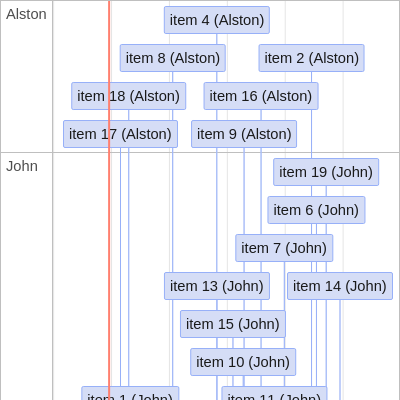 Alston
item 4 (Alston)
item 8 (Alston)
item 2 (Alston)
item 18 (Alston)
item 16 (Alston)
item 17 (Alston)
item 9 (Alston)
John
item 19 (John)
item 6 (John)
item 7 (John)
item 13 (John)
item 14 (John)
item 15 (John)
item 10 (John)
item 1 (John)
item 11 (John)